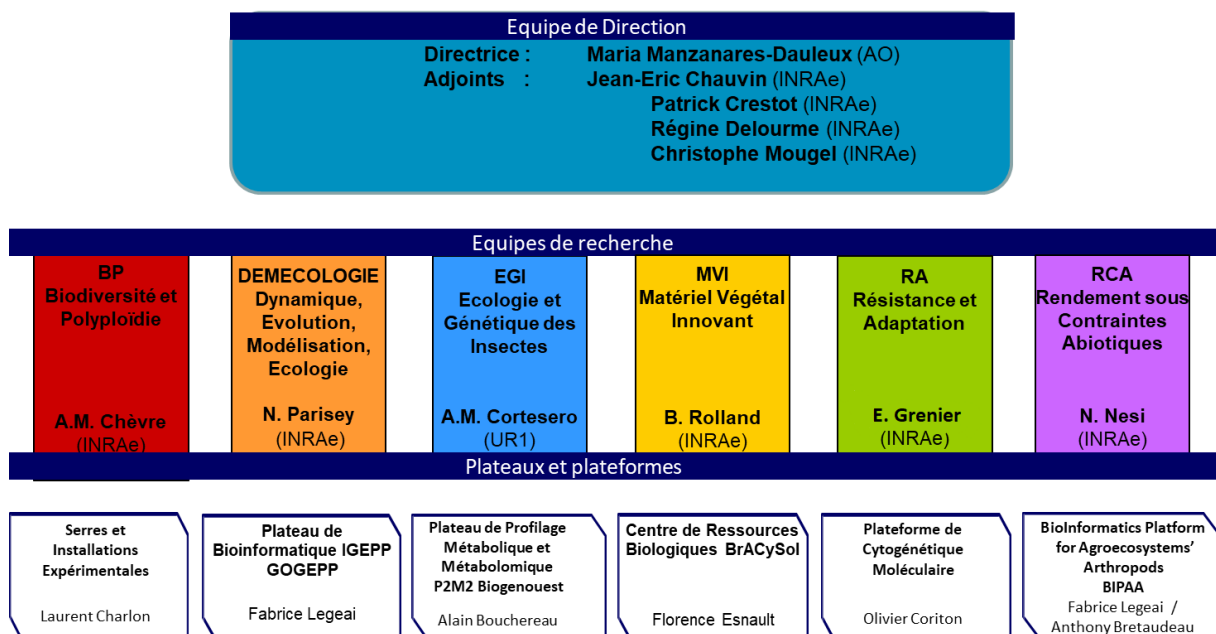 Equipe de Direction
Directrice : Maria Manzanares-Dauleux (AO)
Adjoints : Jean-Eric Chauvin (INRAe)
Patrick Crestot (INRAe)
Régine Delourme (INRAe)
Christophe Mougel (INRAe)
Equipes de recherche
BP
Biodiversité et
Polyploïdie
A.M. Chèvre
(INRAe)
DEMECOLOGIE
Dynamique,
Evolution,
Modélisation,
Ecologie
N. Parisey
(INRAe)
EGI
Ecologie et
Génétique des
Insectes
A.M. Cortesero
(UR1)
MVI
Matériel Végétal
Innovant
B. Rolland
(INRAe)
RA
Résistance et
Adaptation
E. Grenier
(INRAe)
RCA
Rendement sous
Contraintes
Abiotiques
N. Nesi
(INRAe)
Plateaux et plateformes
Serres et
Installations
Expérimentales
Laurent Charlon
Plateau de
Bioinformatique IGEPP
GOGEPP
Fabrice Legeai
Plateau de Profilage
Métabolique et
Métabolomique
P2M2 Biogenouest
Alain Bouchereau
Centre de Ressources
Biologiques BrACySol
Florence Esnault
Plateforme de
Cytogénétique
Moléculaire
Olivier Coriton
BioInformatics Platform
for Agroecosystems'
Arthropods
BIPAA
Fabrice Legeai /
Anthony Bretaudeau